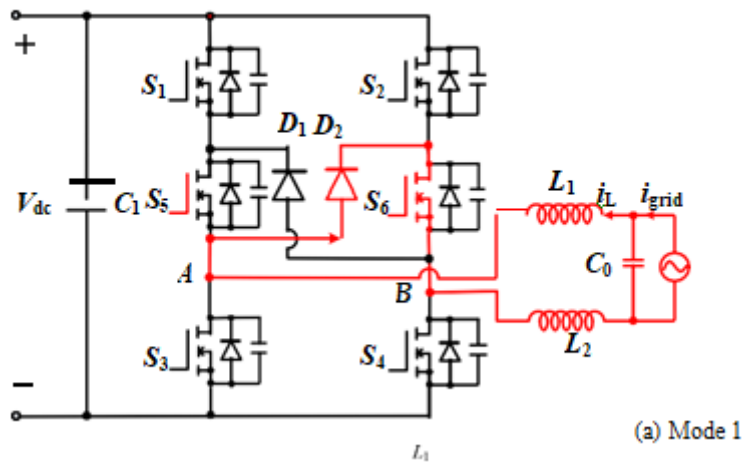 +
S1
S2
D1 D2
Vdc
C1 S5
S6
L1
iL
igrid
A
B
C0
L2
S3
S4
−
(a) Mode 1
L1